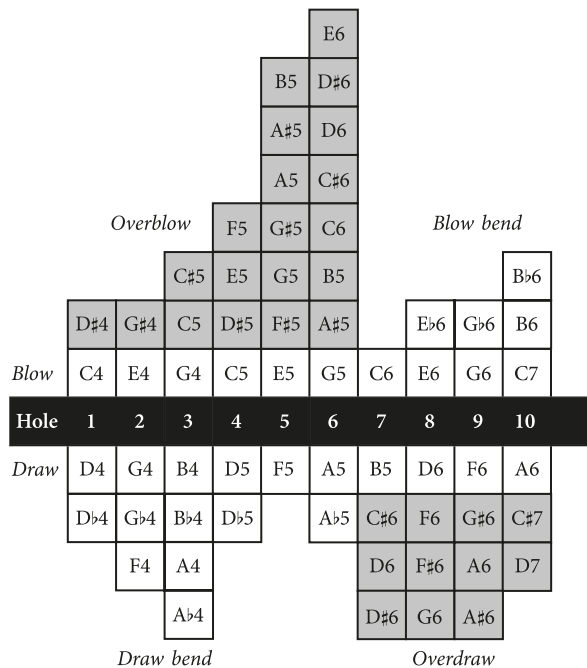 E6
B5 D♯6
A♯5 D6
A5 C♯6
Overblow F5 G♯5 C6 Blow bend
C♯5 E5 G5 B5 B♭6
D♯4 G♯4 C5 D♯5 F♯5 A♯5 E♭6 G♭6 B6
Blow C4 E4 G4 C5 E5 G5 C6 E6 G6 C7
Hole 1 2 3 4 5 6 7 8 9 10
Draw D4 G4 B4 D5 F5 A5 B5 D6 F6 A6
D♭4 G♭4 B♭4 D♭5 A♭5 C♯6 F6 G♯6 C♯7
F4 A4 D6 F♯6 A6 D7
A♭4 D♯6 G6 A♯6
Draw bend Overdraw